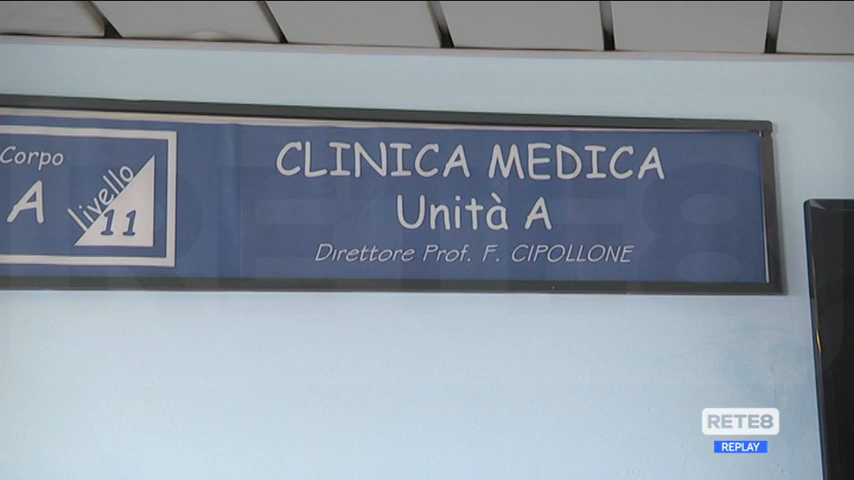 Corpo
A
livello
11
CLINICA MEDICA
Unità A
Direttore Prof. F. CIPOLLONE
RETE8
REPLAY